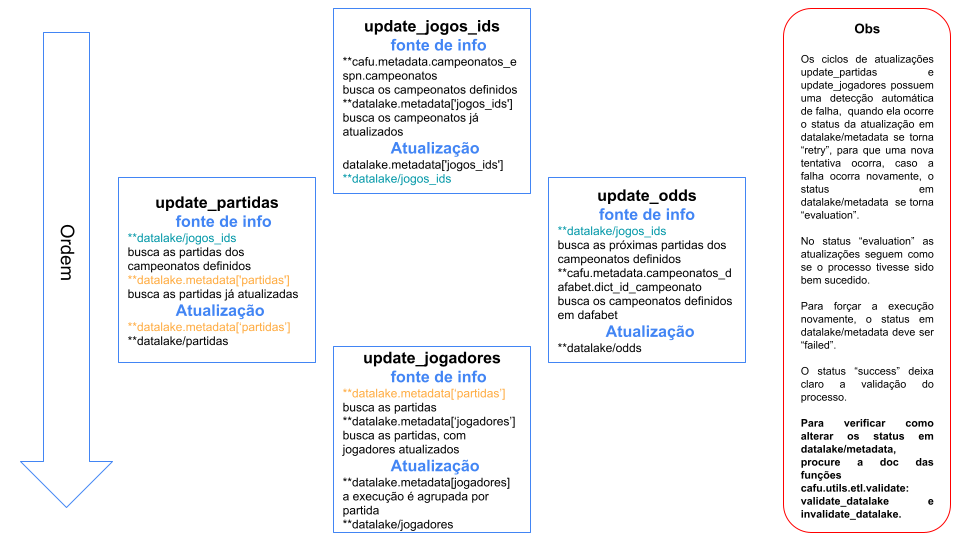 Ordem
update_jogos_ids
fonte de info
**cafu.metadata.campeonatos_e
spn.campeonatos
busca os campeonatos definidos
**datalake.metadata['jogos_ids']
busca os campeonatos já
atualizados
Atualização
datalake.metadata['jogos_ids']
**datalake/jogos_ids
update_partidas
fonte de info
**datalake/jogos_ids
busca as partidas dos
campeonatos definidos
**datalake.metadata['partidas']
busca as partidas já atualizadas
Atualização
**datalake.metadata['partidas']
**datalake/partidas
update_odds
fonte de info
**datalake/jogos_ids
busca as próximas partidas dos
campeonatos definidos
**cafu.metadata.campeonatos_d
afabet.dict_id_campeonato
busca os campeonatos definidos
em dafabet
Atualização
**datalake/odds
update_jogadores
fonte de info
**datalake.metadata['partidas']
busca as partidas
**datalake.metadata['jogadores']
busca as partidas, com
jogadores atualizados
Atualização
**datalake.metadata[jogadores]
a execução é agrupada por
partida
**datalake/jogadores
Obs
Os ciclos de atualizações
update_partidas e
update_jogadores possuem
uma detecção automática
de falha, quando ela ocorre
o status da atualização em
datalake/metadata se torna
“retry”, para que uma nova
tentativa ocorra, caso a
falha ocorra novamente, o
status em
datalake/metadata se torna
“evaluation”.
No status “evaluation” as
atualizações seguem como
se o processo tivesse sido
bem sucedido.
Para forçar a execução
novamente, o status em
datalake/metadata deve ser
“failed”.
O status “success” deixa
claro a validação do
processo.
Para verificar como
alterar os status em
datalake/metadata,
procure a doc das
funções
cafu.utils.etl.validate:
validate_datalake e
invalidate_datalake.